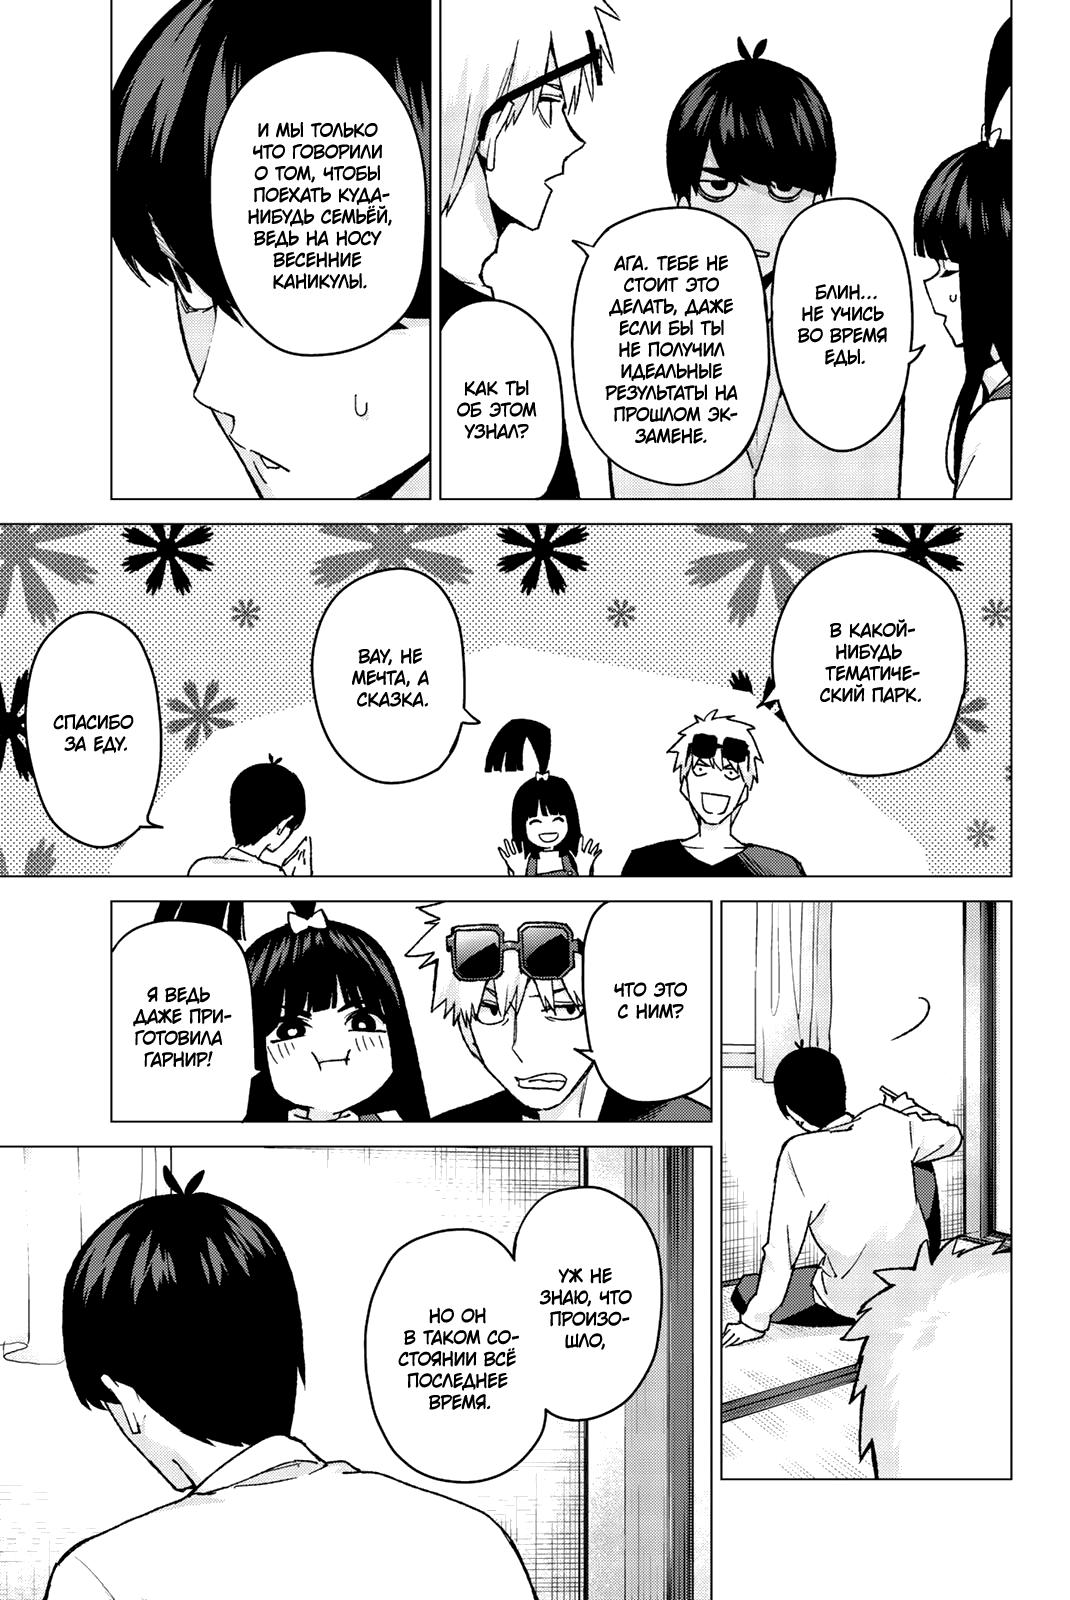 БЛИН...
НЕ УЧИСЬ
ВО ВРЕМЯ
ЕДЫ.
АГА. ТЕБЕ НЕ
СТОИТ ЭТО
ДЕЛАТЬ, ДАЖЕ
ЕСЛИ БЫ ТЫ
НЕ ПОЛУЧИЛ
ИДЕАЛЬНЫЕ
РЕЗУЛЬТАТЫ НА
ПРОШЛОМ ЭК-
ЗАМЕНЕ.
КАК ТЫ
ОБ ЭТОМ
УЗНАЛ?
И МЫ ТОЛЬКО
ЧТО ГОВОРИЛИ
О ТОМ, ЧТОБЫ
ПОЕХАТЬ КУДА-
НИБУДЬ СЕМЬЁЙ,
ВЕДЬ НА НОСУ
ВЕСЕННИЕ
КАНИКУЛЫ.
В КАКОЙ-
НИБУДЬ
ТЕМАТИЧЕ-
СКИЙ ПАРК.
ВАУ, НЕ
МЕЧТА, А
СКАЗКА.
СПАСИБО
ЗА ЕДУ.
ЧТО ЭТО
С НИМ?
Я ВЕДЬ
ДАЖЕ ПРИ-
ГОТОВИЛА
ГАРНИР!
УЖ НЕ
ЗНАЮ, ЧТО
ПРОИЗО-
ШЛО,
НО ОН
В ТАКОМ СО-
СТОЯНИИ ВСЁ
ПОСЛЕДНЕЕ
ВРЕМЯ.